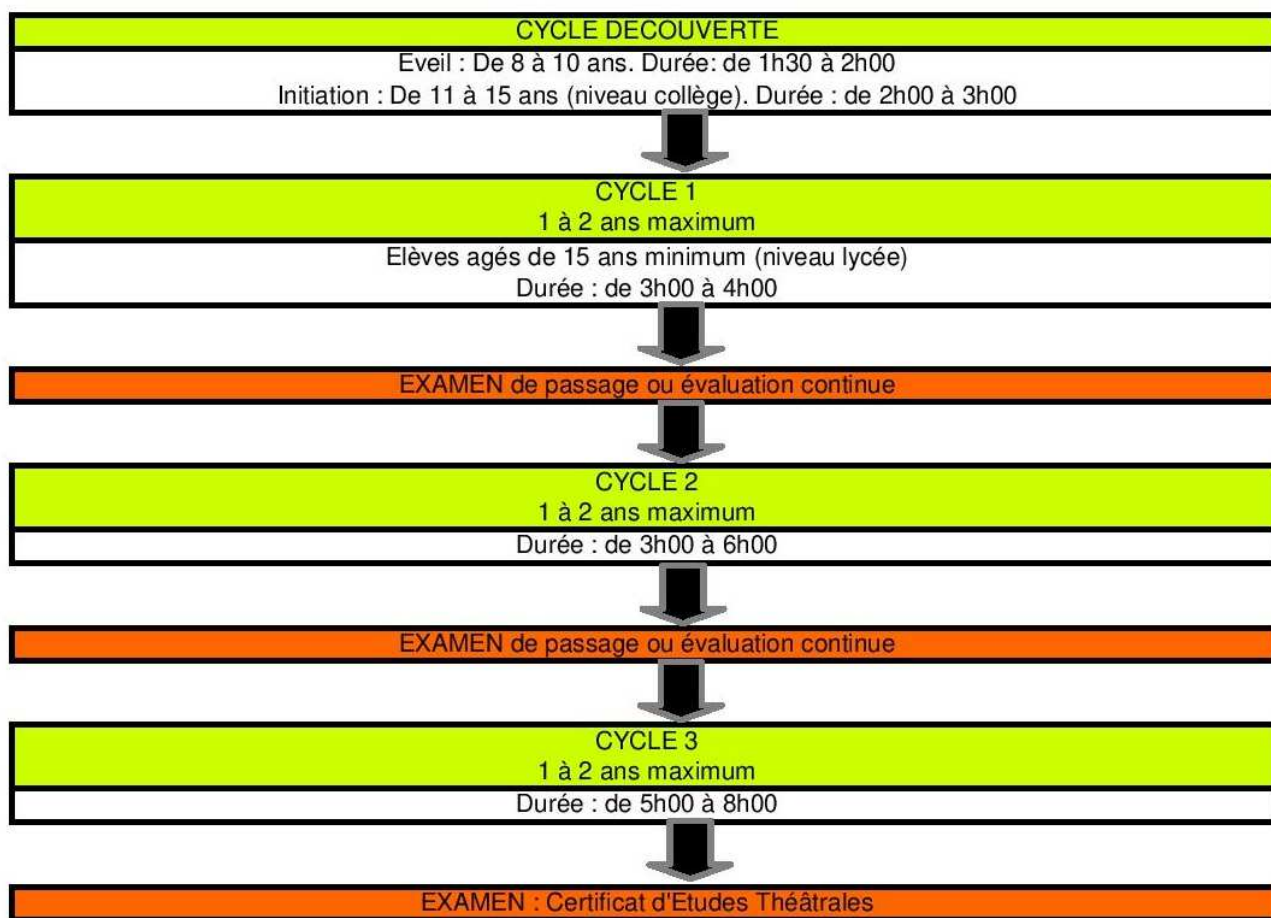 CYCLE DECOUVERTE
Eveil : De 8 à 10 ans. Durée: de 1h30 à 2h00
Initiation : De 11 à 15 ans (niveau collège). Durée : de 2h00 à 3h00
CYCLE 1
1 à 2 ans maximum
Elèves agés de 15 ans minimum (niveau lycée)
Durée : de 3h00 à 4h00
EXAMEN de passage ou évaluation continue
CYCLE 2
1 à 2 ans maximum
Durée : de 3h00 à 6h00
EXAMEN de passage ou évaluation continue
CYCLE 3
1 à 2 ans maximum
Durée : de 5h00 à 8h00
EXAMEN : Certificat d'Etudes Théâtrales